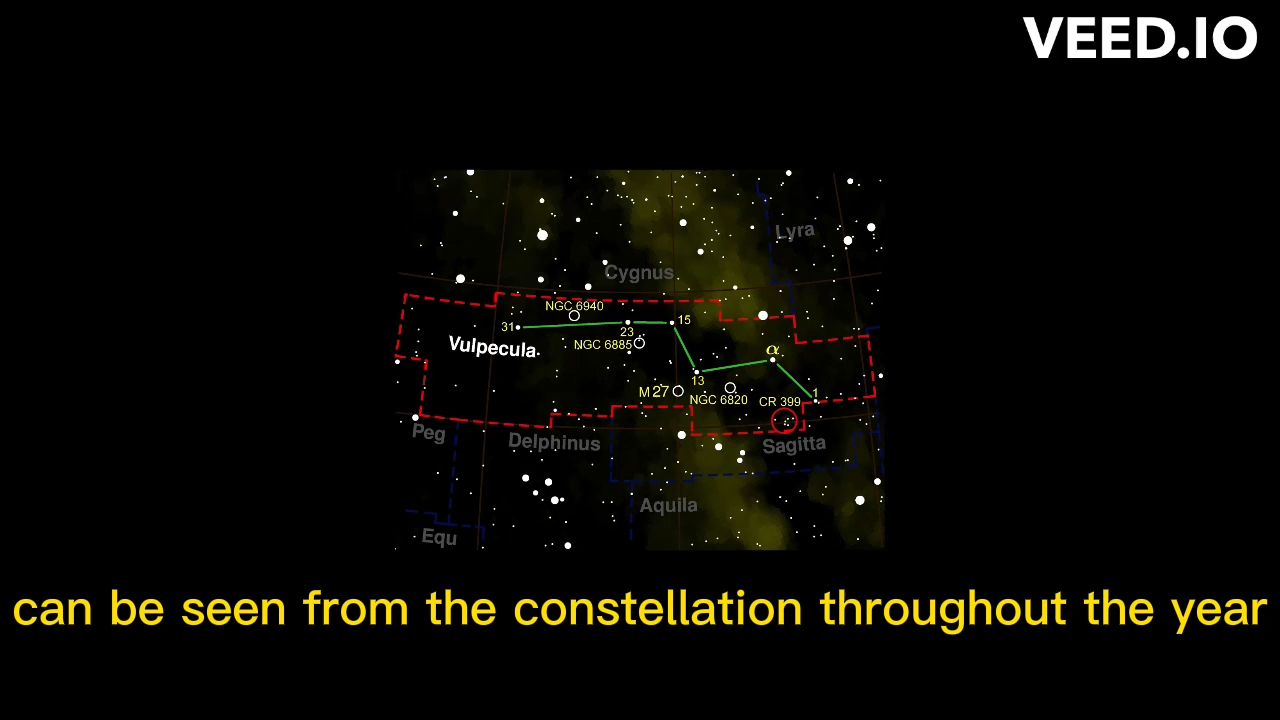 VEED.IO
Lyra
Cygnus
NGC 6940
31
23
15
Vulpecula
NGC 6885
α
13
M 27
NGC 6820
CR 399
1
Peg
Delphinus
Sagitta
Aquila
Equ
can be seen from the constellation throughout the year